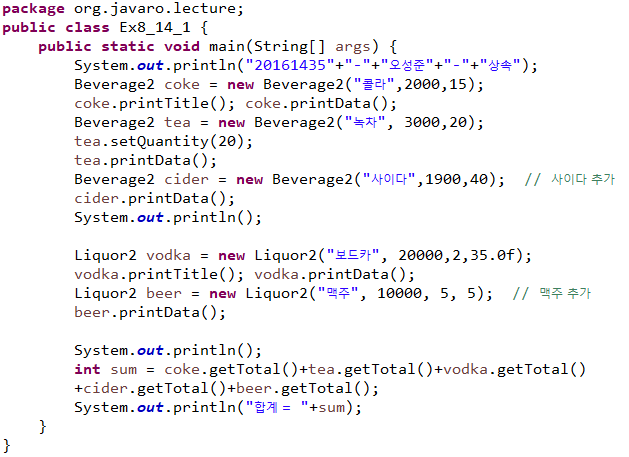 package org.javaro.lecture;
public class Ex8_14_1 {
    public static void main(String[] args) {
        System.out.println("20161435"+"-"+"오성준"+"-"+"상속");
        Beverage2 coke = new Beverage2("콜라",2000,15);
        coke.printTitle(); coke.printData();
        Beverage2 tea = new Beverage2("녹차", 3000,20);
        tea.setQuantity(20);
        tea.printData();
        Beverage2 cider = new Beverage2("사이다",1900,40);  // 사이다 추가
        cider.printData();
        System.out.println();

        Liquor2 vodka = new Liquor2("보드카", 20000,2,35.0f);
        vodka.printTitle(); vodka.printData();
        Liquor2 beer = new Liquor2("맥주", 10000, 5, 5);  // 맥주 추가
        beer.printData();

        System.out.println();
        int sum = coke.getTotal()+tea.getTotal()+vodka.getTotal()
        +cider.getTotal()+beer.getTotal();
        System.out.println("합계 = "+sum);
    }
}